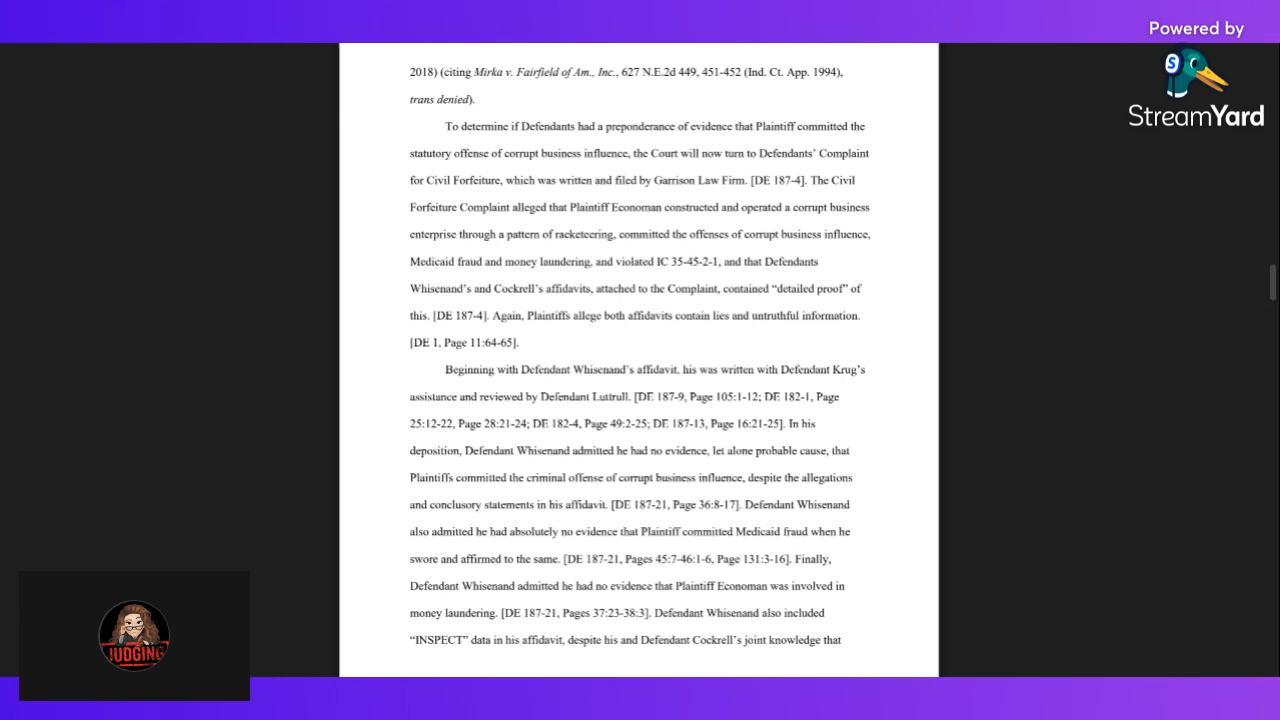 Powered by
StreamYard
2018) (citing Mirka v. Fairfield of Am., Inc., 627 N.E.2d 449, 451-452 (Ind. Ct. App. 1994),
trans denied).
To determine if Defendants had a preponderance of evidence that Plaintiff committed the
statutory offense of corrupt business influence, the Court will now turn to Defendants’ Complaint
for Civil Forfeiture, which was written and filed by Garrison Law Firm. [DE 187-4]. The Civil
Forfeiture Complaint alleged that Plaintiff Economan constructed and operated a corrupt business
enterprise through a pattern of racketeering, committed the offenses of corrupt business influence,
Medicaid fraud and money laundering, and violated IC 35-45-2-1, and that Defendants
Whisenand’s and Cockrell’s affidavits, attached to the Complaint, contained “detailed proof” of
this. [DE 187-4]. Again, Plaintiffs allege both affidavits contain lies and untruthful information.
[DE 1, Page 11:64-65].
Beginning with Defendant Whisenand’s affidavit, his was written with Defendant Krug’s
assistance and reviewed by Defendant Luttrull. [DE 187-9, Page 105:1-12; DE 182-1, Page
25:12-22, Page 28:21-24; DE 182-4, Page 49:2-25; DE 187-13, Page 16:21-25]. In his
deposition, Defendant Whisenand admitted he had no evidence, let alone probable cause, that
Plaintiffs committed the criminal offense of corrupt business influence, despite the allegations
and conclusory statements in his affidavit. [DE 187-21, Page 36:8-17]. Defendant Whisenand
also admitted he had absolutely no evidence that Plaintiff committed Medicaid fraud when he
swore and affirmed to the same. [DE 187-21, Pages 45:7-46:1-6, Page 131:3-16]. Finally,
Defendant Whisenand admitted he had no evidence that Plaintiff Economan was involved in
money laundering. [DE 187-21, Pages 37:23-38:3]. Defendant Whisenand also included
“INSPECT” data in his affidavit, despite his and Defendant Cockrell’s joint knowledge that
JUDGING